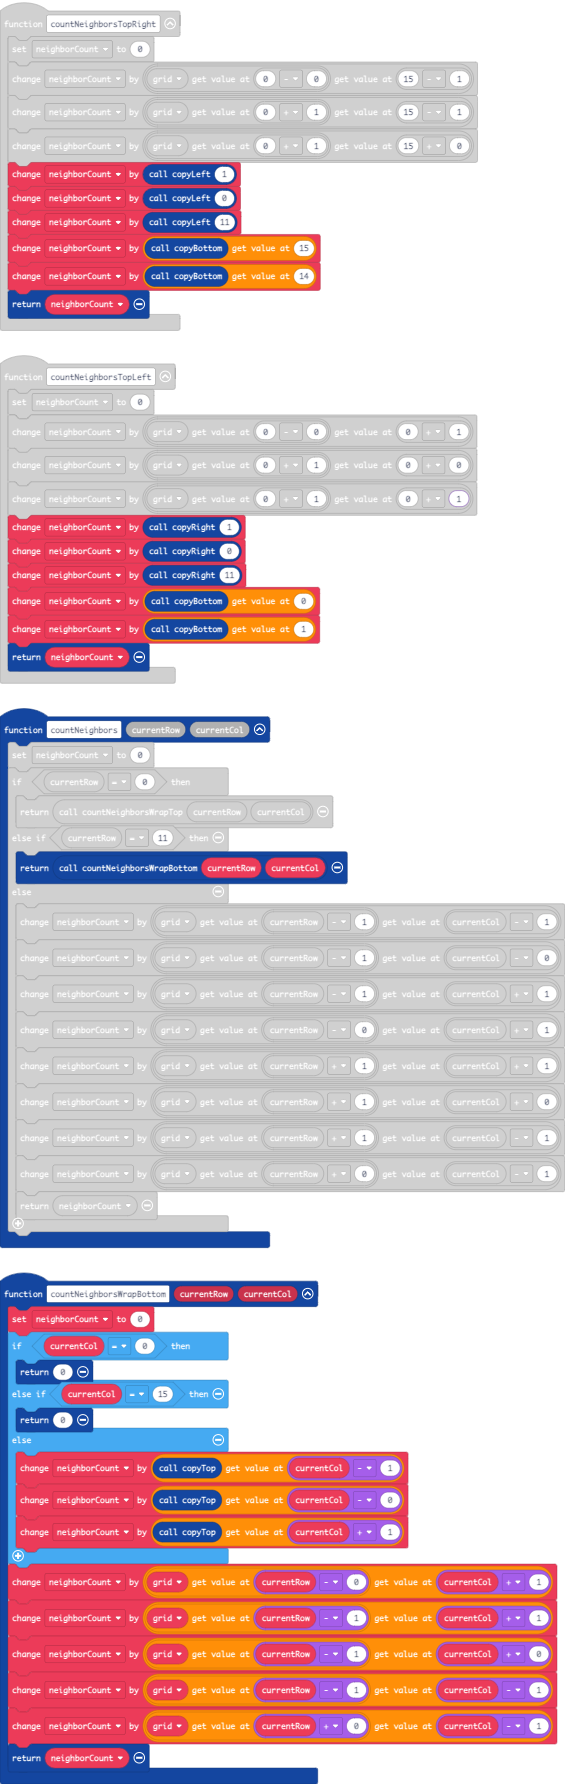 function countNeighborsTopRight
set neighborCount to 0
change neighborCount by grid get value at 0 - 0 get value at 15 - 1
change neighborCount by grid get value at 0 + 1 get value at 15 - 1
change neighborCount by grid get value at 0 + 1 get value at 15 + 0
change neighborCount by call copyLeft 1
change neighborCount by call copyLeft 0
change neighborCount by call copyLeft 11
change neighborCount by call copyBottom get value at 15
change neighborCount by call copyBottom get value at 14
return neighborCount
function countNeighborsTopLeft
set neighborCount to 0
change neighborCount by grid get value at 0 - 0 get value at 0 + 1
change neighborCount by grid get value at 0 + 1 get value at 0 + 0
change neighborCount by grid get value at 0 + 1 get value at 0 + 1
change neighborCount by call copyRight 1
change neighborCount by call copyRight 0
change neighborCount by call copyRight 11
change neighborCount by call copyBottom get value at 0
change neighborCount by call copyBottom get value at 1
return neighborCount
function countNeighbors currentRow currentCol
set neighborCount to 0
if currentRow = 0 then
return call countNeighborsWrapTop currentRow currentCol
else if currentRow = 11 then
return call countNeighborsWrapBottom currentRow currentCol
else
change neighborCount by grid get value at currentRow - 1 get value at currentCol - 1
change neighborCount by grid get value at currentRow - 1 get value at currentCol - 0
change neighborCount by grid get value at currentRow - 1 get value at currentCol + 1
change neighborCount by grid get value at currentRow - 0 get value at currentCol + 1
change neighborCount by grid get value at currentRow + 1 get value at currentCol + 1
change neighborCount by grid get value at currentRow + 1 get value at currentCol + 0
change neighborCount by grid get value at currentRow + 1 get value at currentCol - 1
change neighborCount by grid get value at currentRow + 0 get value at currentCol - 1
return neighborCount
function countNeighborsWrapBottom currentRow currentCol
set neighborCount to 0
if currentCol = 0 then
return 0
else if currentCol = 15 then
return 0
else
change neighborCount by call copyTop get value at currentCol - 1
change neighborCount by call copyTop get value at currentCol - 0
change neighborCount by call copyTop get value at currentCol + 1
change neighborCount by grid get value at currentRow - 0 get value at currentCol + 1
change neighborCount by grid get value at currentRow - 1 get value at currentCol + 1
change neighborCount by grid get value at currentRow - 1 get value at currentCol + 0
change neighborCount by grid get value at currentRow - 1 get value at currentCol - 1
change neighborCount by grid get value at currentRow + 0 get value at currentCol - 1
return neighborCount